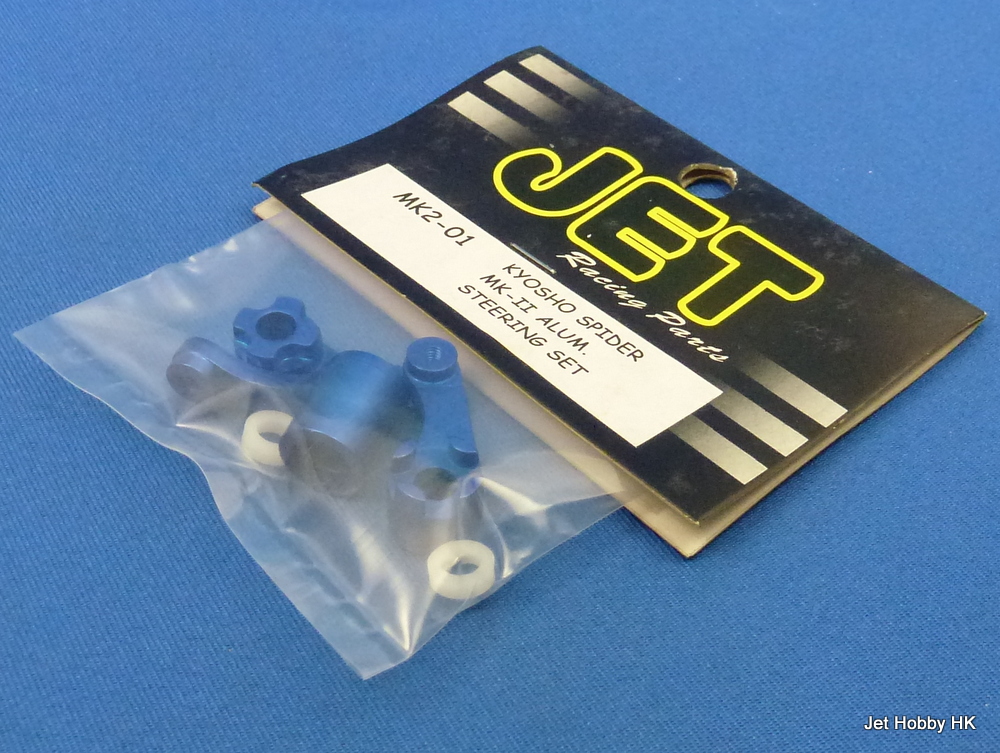 JET
Racing Parts
MK2-01
KYOSHO SPIDER
MK-II ALUM.
STEERING SET
Jet Hobby HK